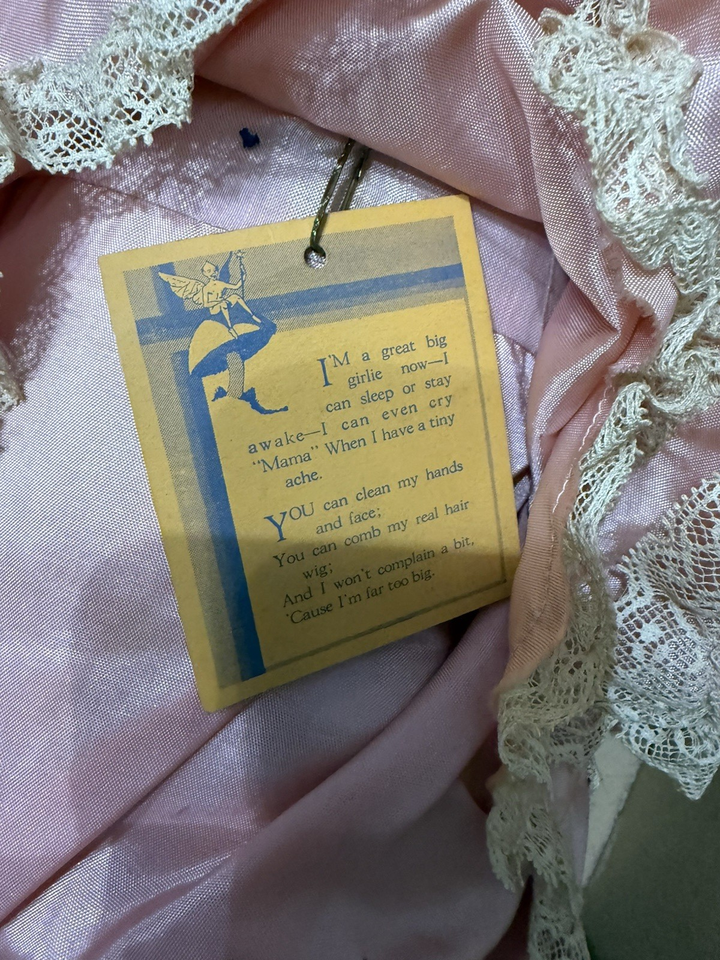 I'M a great big
girlie now—I
can sleep or stay
awake—I can even cry
"Mama" When I have a tiny
ache.
YOU can clean my hands
and face;
You can comb my real hair
wig;
And I won't complain a bit,
'Cause I'm far too big.